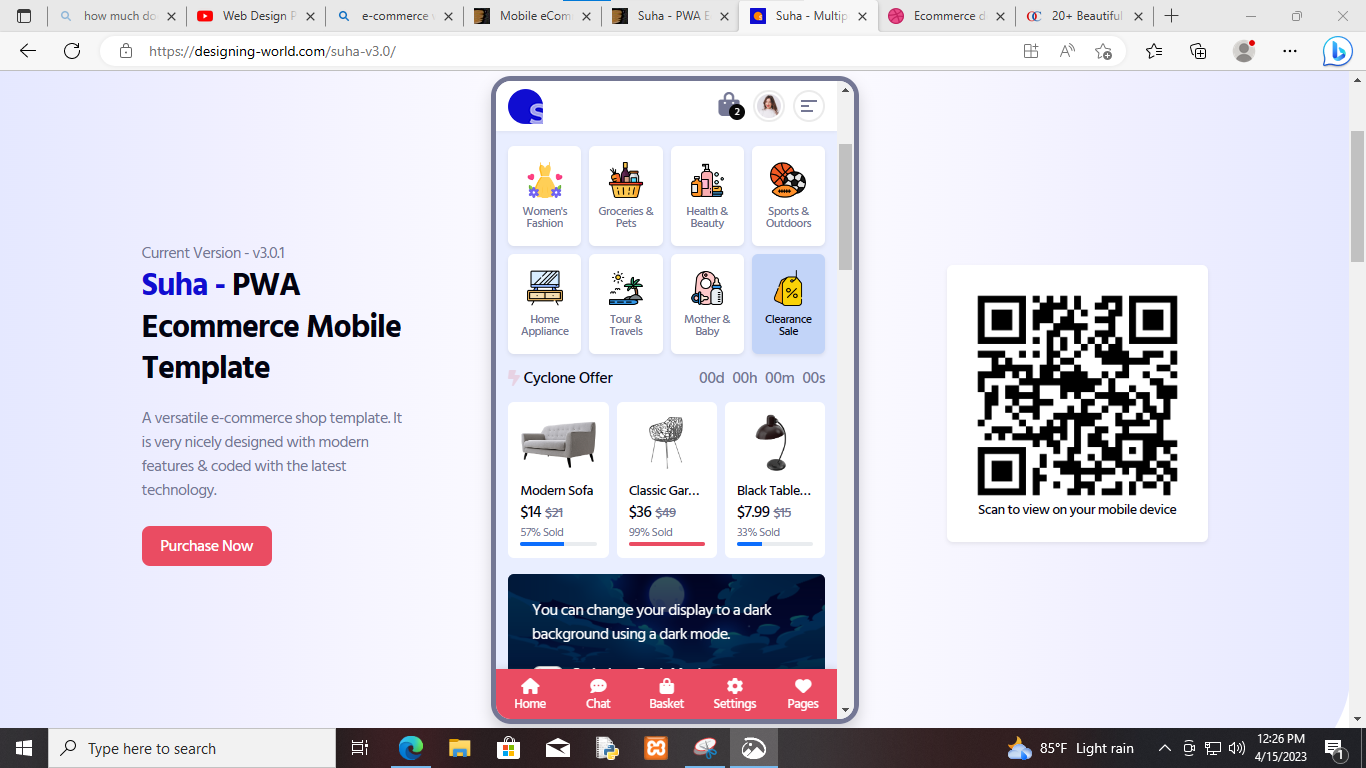 how much do
Web Design P
e-commerce
Mobile eCom
Suha - PWA E
Suha - Multip
Ecommerce d
20+ Beautiful
https://designing-world.com/suha-v3.0/
S
2
Women's
Fashion
Groceries &
Pets
Health &
Beauty
Sports &
Outdoors
Home
Appliance
Tour &
Travels
Mother &
Baby
Clearance
Sale
Current Version - v3.0.1
Suha - PWA
Ecommerce Mobile
Template
A versatile e-commerce shop template. It
is very nicely designed with modern
features & coded with the latest
technology.
Purchase Now
Cyclone Offer 00d 00h 00m 00s
Modern Sofa
$14 $21
57% Sold
Classic Gar...
$36 $49
99% Sold
Black Table...
$7.99 $15
33% Sold
You can change your display to a dark
background using a dark mode.
Home
Chat
Basket
Settings
Pages
Scan to view on your mobile device
Type here to search
85°F Light rain
12:26 PM
4/15/2023
1